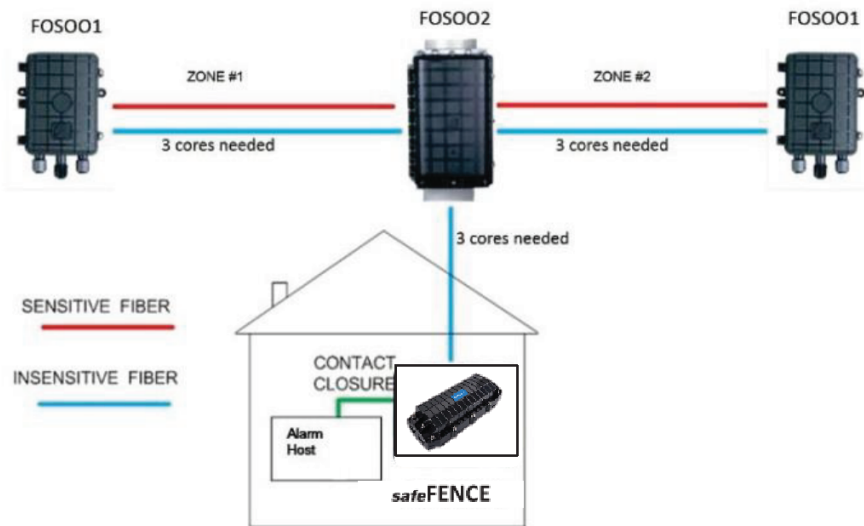 FOSOO1
FOSOO2
FOSOO1
ZONE #1
ZONE #2
3 cores needed
3 cores needed
3 cores needed
SENSITIVE FIBER
INSENSITIVE FIBER
CONTACT
CLOSURE
Alarm
Host
safeFENCE